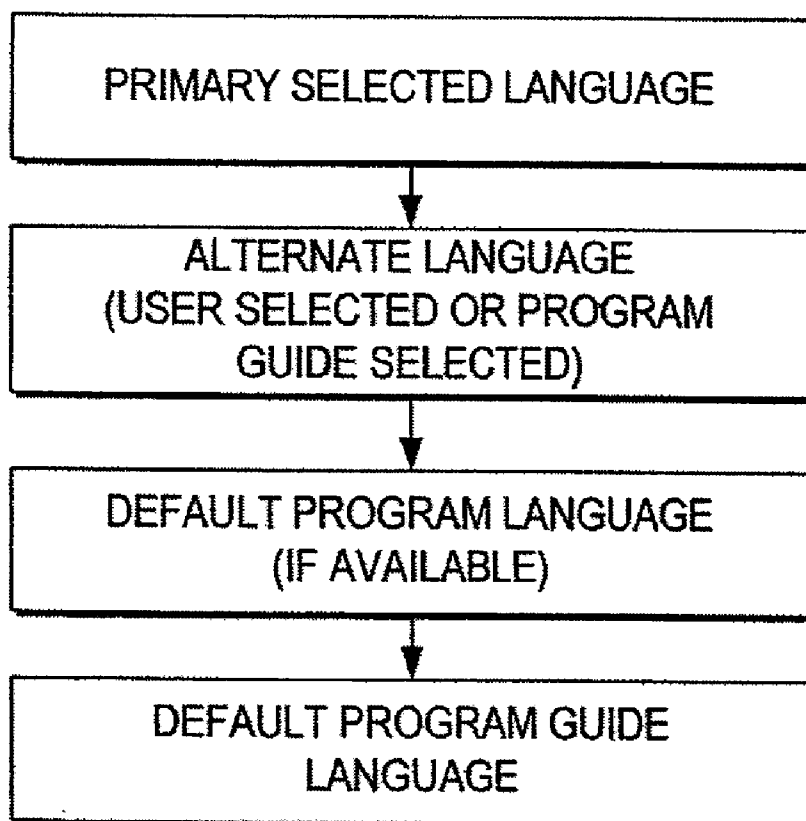 PRIMARY SELECTED LANGUAGE
ALTERNATE LANGUAGE
(USER SELECTED OR PROGRAM
GUIDE SELECTED)
DEFAULT PROGRAM LANGUAGE
(IF AVAILABLE)
DEFAULT PROGRAM GUIDE
LANGUAGE